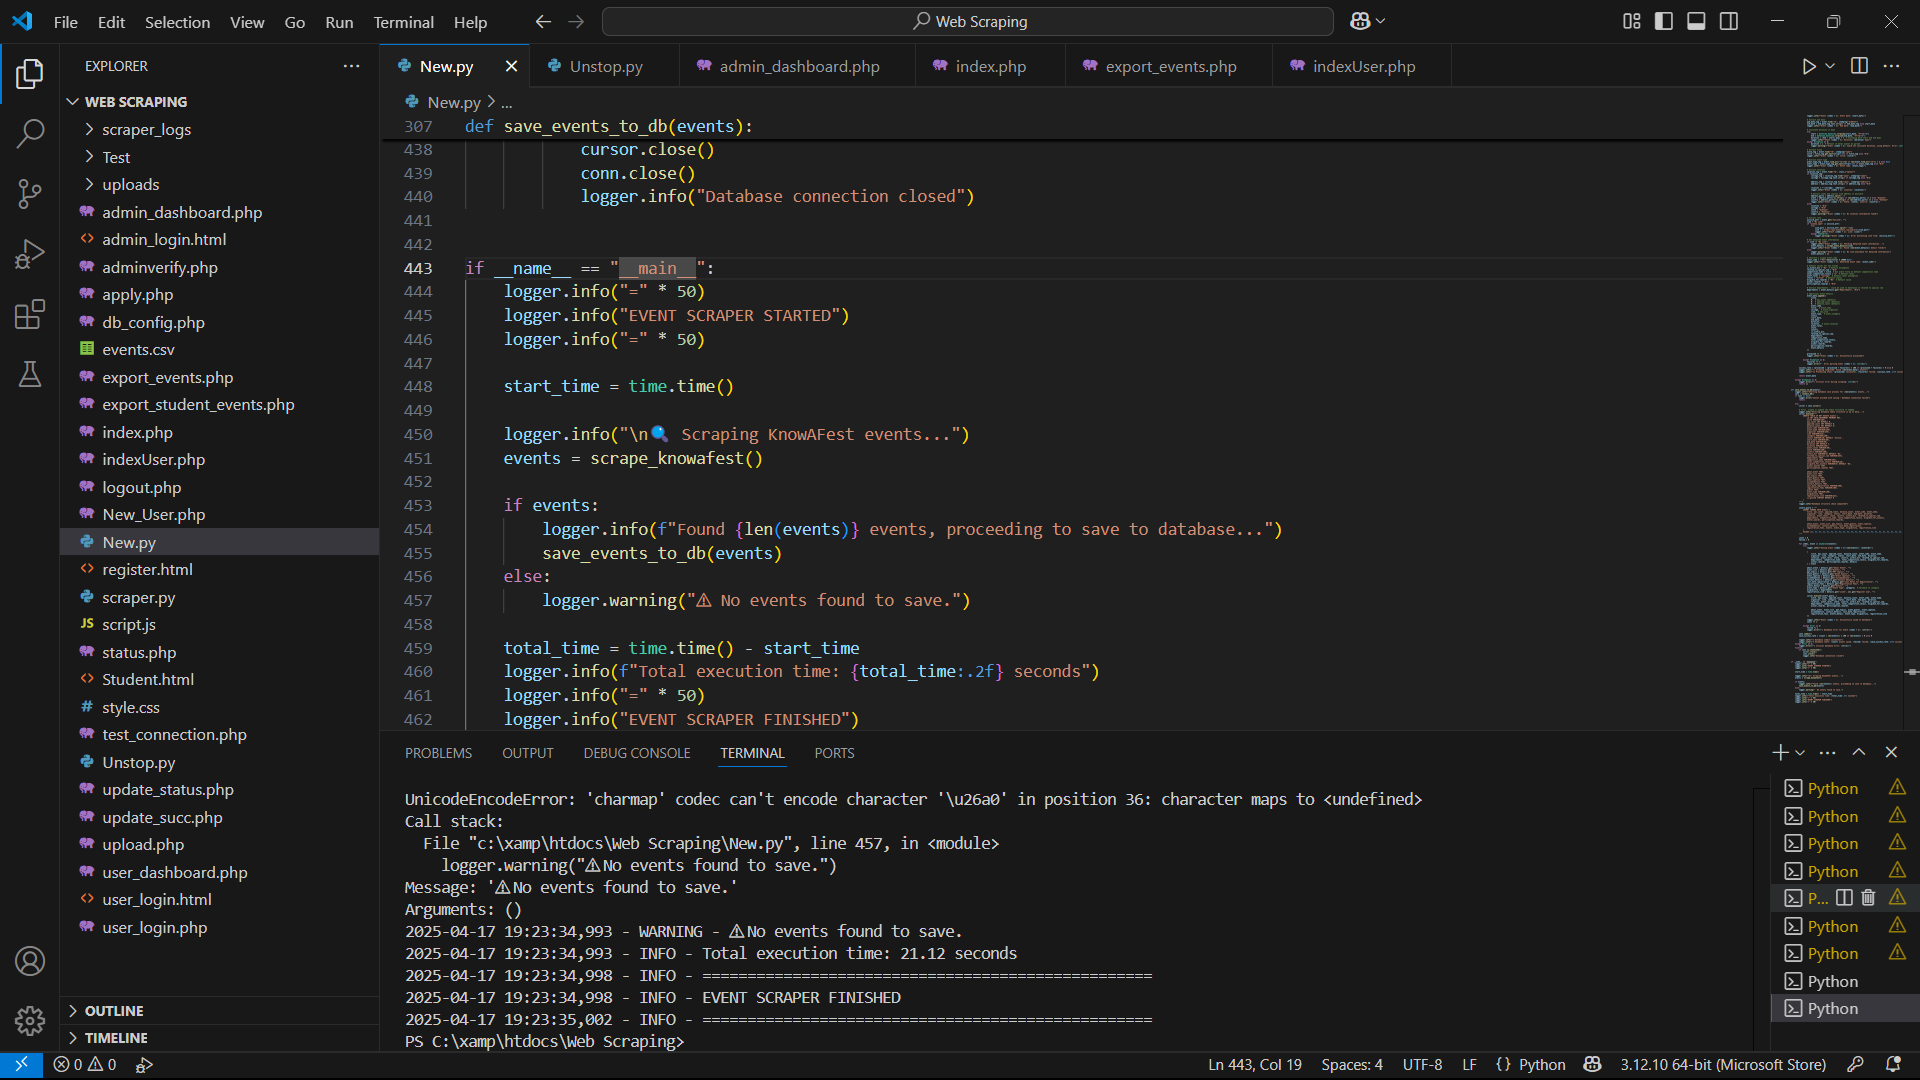 File Edit Selection View Go Run Terminal Help
Web Scraping
EXPLORER
WEB SCRAPING
scraper_logs
Test
uploads
admin_dashboard.php
admin_login.html
adminverify.php
apply.php
db_config.php
events.csv
export_events.php
export_student_events.php
index.php
indexUser.php
logout.php
New_User.php
New.py
register.html
scraper.py
JS script.js
status.php
Student.html
# style.css
test_connection.php
Unstop.py
update_status.php
update_succ.php
upload.php
user_dashboard.php
user_login.html
user_login.php
OUTLINE
TIMELINE
New.py Unstop.py admin_dashboard.php index.php export_events.php indexUser.php
New.py > ...
307 def save_events_to_db(events):
438 cursor.close()
439 conn.close()
440 logger.info("Database connection closed")
441
442
443 if __name__ == "__main__":
444 logger.info("=" * 50)
445 logger.info("EVENT SCRAPER STARTED")
446 logger.info("=" * 50)
447
448 start_time = time.time()
449
450 logger.info("\n🔍 Scraping KnowAFest events...")
451 events = scrape_knowafest()
452
453 if events:
454 logger.info(f"Found {len(events)} events, proceeding to save to database...")
455 save_events_to_db(events)
456 else:
457 logger.warning("⚠ No events found to save.")
458
459 total_time = time.time() - start_time
460 logger.info(f"Total execution time: {total_time:.2f} seconds")
461 logger.info("=" * 50)
462 logger.info("EVENT SCRAPER FINISHED")
PROBLEMS OUTPUT DEBUG CONSOLE TERMINAL PORTS
UnicodeEncodeError: 'charmap' codec can't encode character '\u26a0' in position 36: character maps to <undefined>
Call stack:
File "c:\xamp\htdocs\Web Scraping\New.py", line 457, in <module>
logger.warning("⚠No events found to save.")
Message: '⚠No events found to save.'
Arguments: ()
2025-04-17 19:23:34,993 - WARNING - ⚠No events found to save.
2025-04-17 19:23:34,993 - INFO - Total execution time: 21.12 seconds
2025-04-17 19:23:34,998 - INFO - ==================================================
2025-04-17 19:23:34,998 - INFO - EVENT SCRAPER FINISHED
2025-04-17 19:23:35,002 - INFO - ==================================================
PS C:\xamp\htdocs\Web Scraping>
Python
Python
Python
Python
P...
Python
Python
Python
Python
0 0 Ln 443, Col 19 Spaces: 4 UTF-8 LF {} Python 3.12.10 64-bit (Microsoft Store)